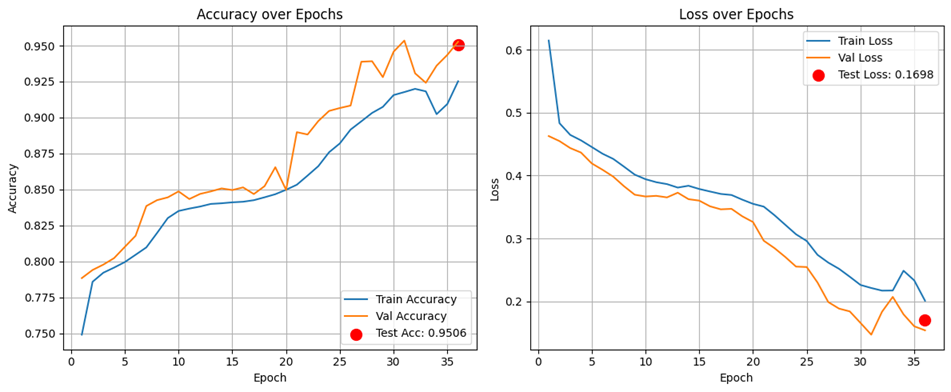 Accuracy over Epochs
0.950
0.925
0.900
0.875
0.850
0.825
0.800
0.775
0.750
Accuracy
Train Accuracy
Val Accuracy
Test Acc: 0.9506
0 5 10 15 20 25 30 35
Epoch
Loss over Epochs
0.6
0.5
0.4
0.3
0.2
Loss
Train Loss
Val Loss
Test Loss: 0.1698
0 5 10 15 20 25 30 35
Epoch